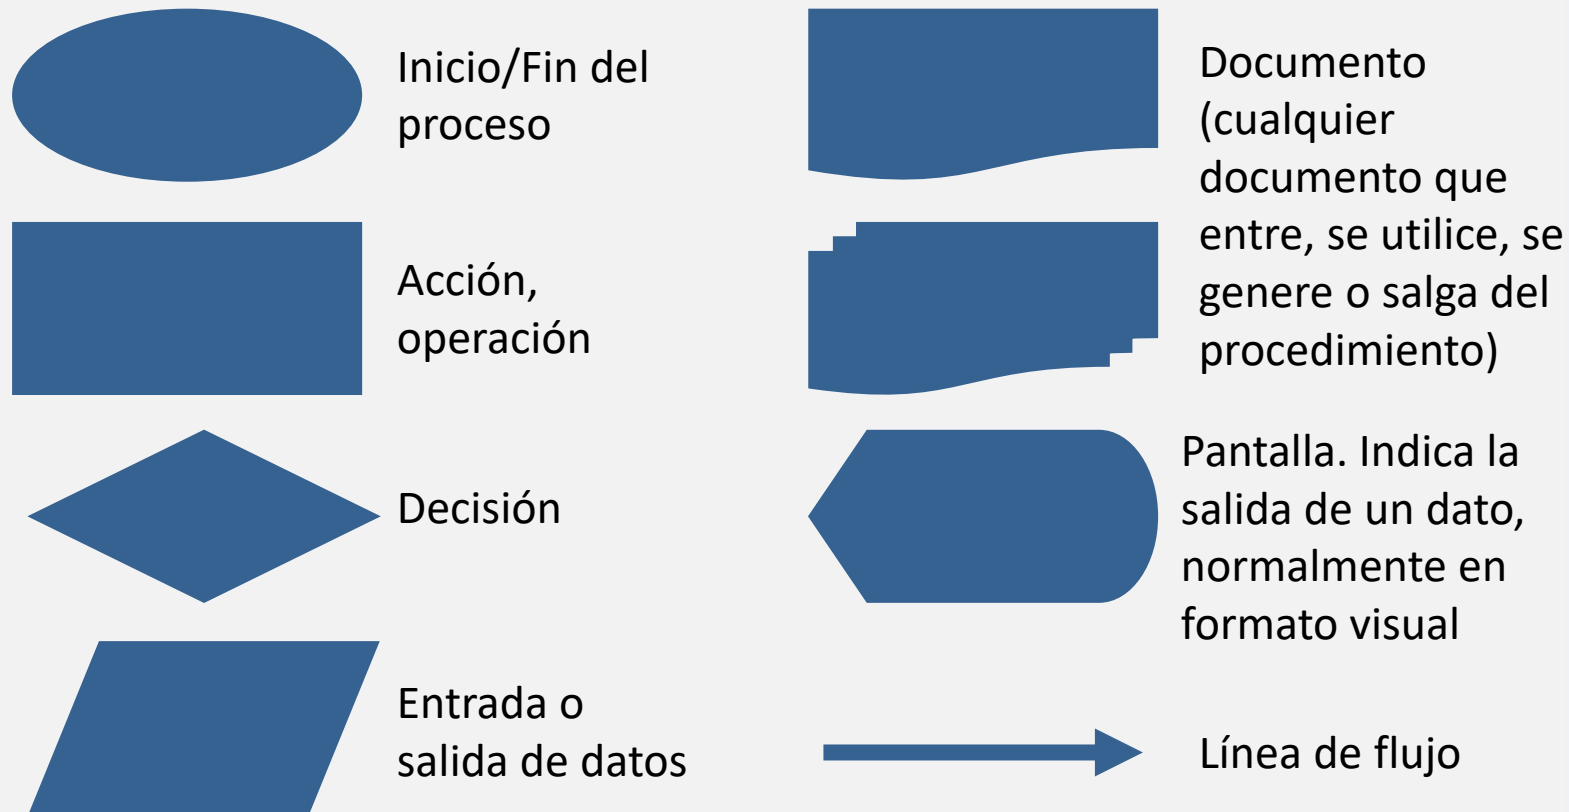 Inicio/Fin del
proceso
Acción,
operación
Decisión
Entrada o
salida de datos
Documento
(cualquier
documento que
entre, se utilice, se
genere o salga del
procedimiento)
Pantalla. Indica la
salida de un dato,
normalmente en
formato visual
Línea de flujo